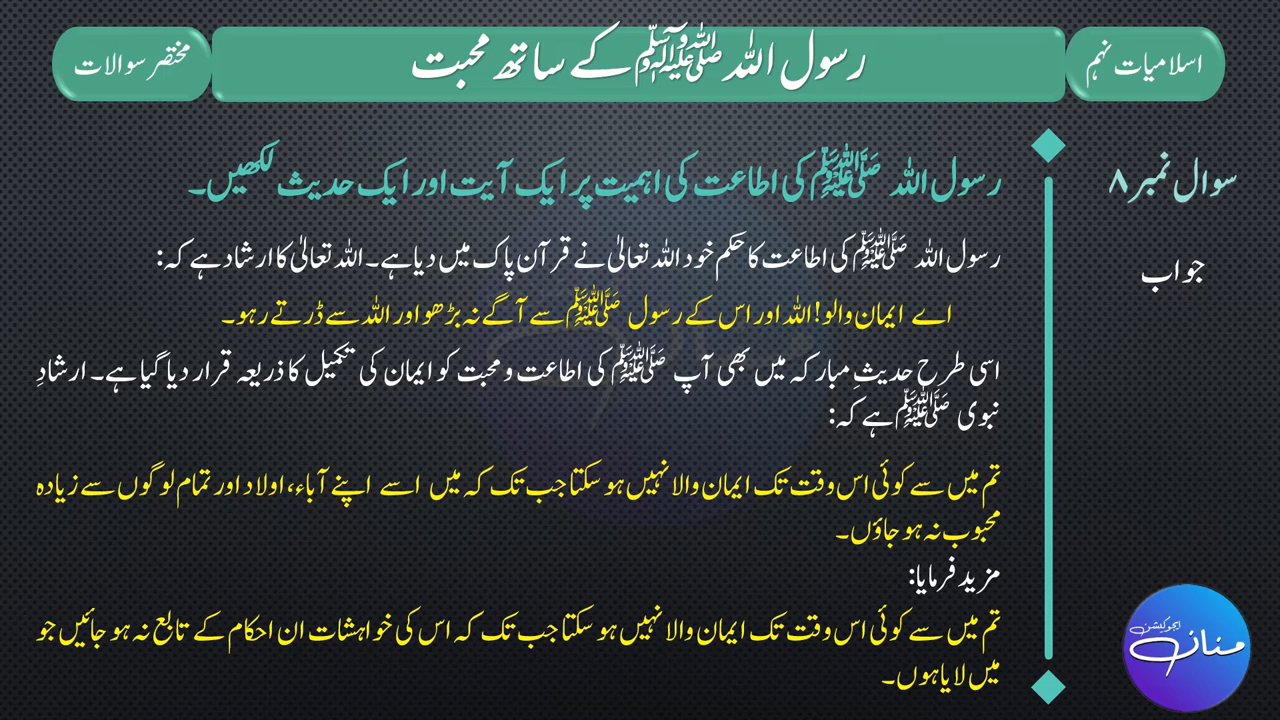 اسلامیات نہم
رسول اللہ ﷺ کے ساتھ محبت
مختصر سوالات
سوال نمبر ۸
رسول اللہ ﷺ کی اطاعت کی اہمیت پر ایک آیت اور ایک حدیث لکھیں۔
جواب
رسول اللہ ﷺ کی اطاعت کا حکم خود اللہ تعالیٰ نے قرآن پاک میں دیا ہے۔ اللہ تعالیٰ کا ارشاد ہے کہ:
اے ایمان والو! اللہ اور اس کے رسول ﷺ سے آگے نہ بڑھو اور اللہ سے ڈرتے رہو۔
اسی طرح حدیثِ مبارکہ میں بھی آپ ﷺ کی اطاعت و محبت کو ایمان کی تکمیل کا ذریعہ قرار دیا گیا ہے۔ ارشادِ
نبوی ﷺ ہے کہ:
تم میں سے کوئی اس وقت تک ایمان والا نہیں ہو سکتا جب تک کہ میں اسے اپنے آباء، اولاد اور تمام لوگوں سے زیادہ
محبوب نہ ہو جاؤں۔
مزید فرمایا:
تم میں سے کوئی اس وقت تک ایمان والا نہیں ہو سکتا جب تک کہ اس کی خواہشات ان احکام کے تابع نہ ہو جائیں جو
میں لایا ہوں۔
ایجوکیشن
منان